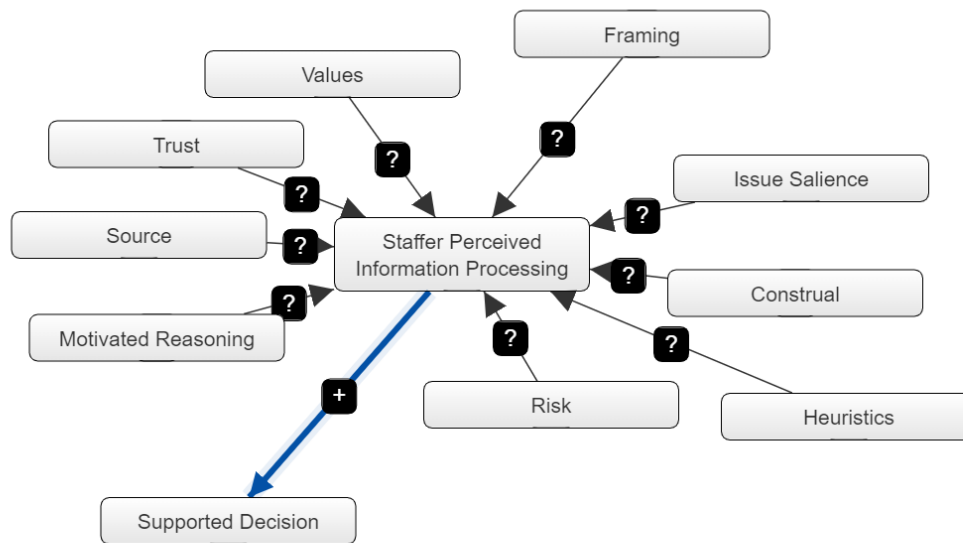 Framing
Values
Trust
?
?
?
Issue Salience
Source
?
Staffer Perceived
Information Processing
?
?
Construal
?
Motivated Reasoning
?
?
+
Risk
Heuristics
Supported Decision